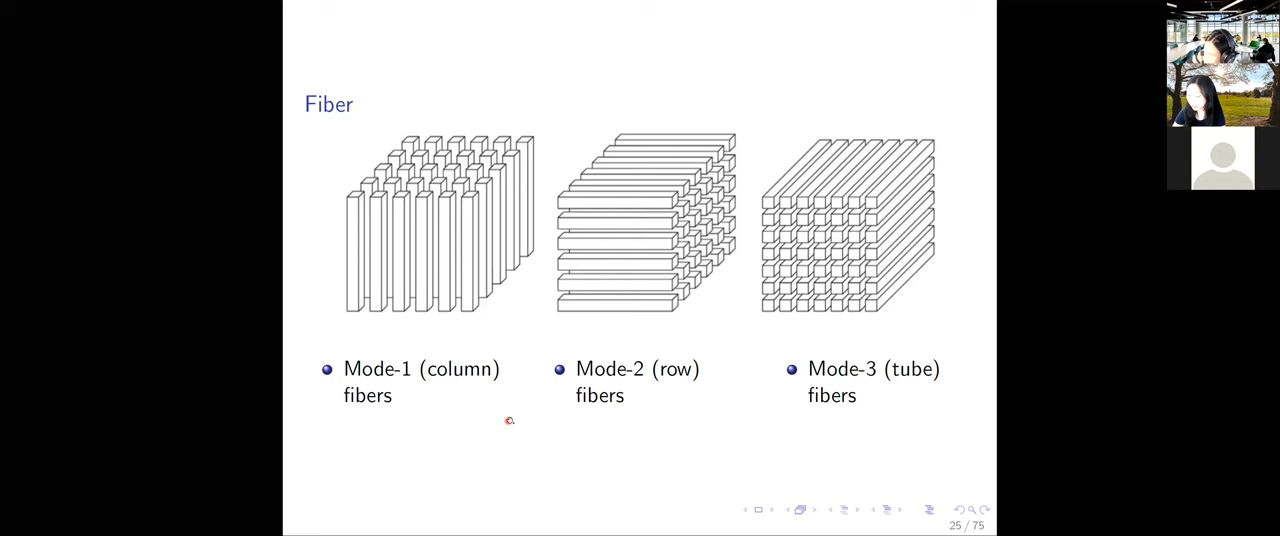 Fiber
Mode-1 (column)
fibers
Mode-2 (row)
fibers
Mode-3 (tube)
fibers
25 / 75